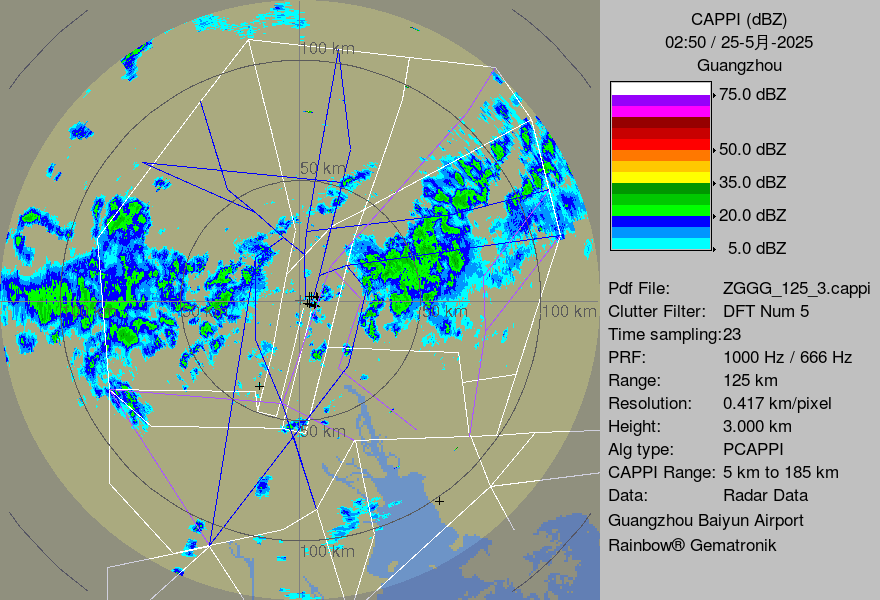 CAPPI (dBZ)
02:50 / 25-5月-2025
Guangzhou
75.0 dBZ
50.0 dBZ
35.0 dBZ
20.0 dBZ
5.0 dBZ
Pdf File: ZGGG_125_3.cappi
Clutter Filter: DFT Num 5
Time sampling:23
PRF: 1000 Hz / 666 Hz
Range: 125 km
Resolution: 0.417 km/pixel
Height: 3.000 km
Alg type: PCAPPI
CAPPI Range: 5 km to 185 km
Data: Radar Data
Guangzhou Baiyun Airport
Rainbow® Gematronik
100 km
50 km
50 km
100 km
50 km
100 km